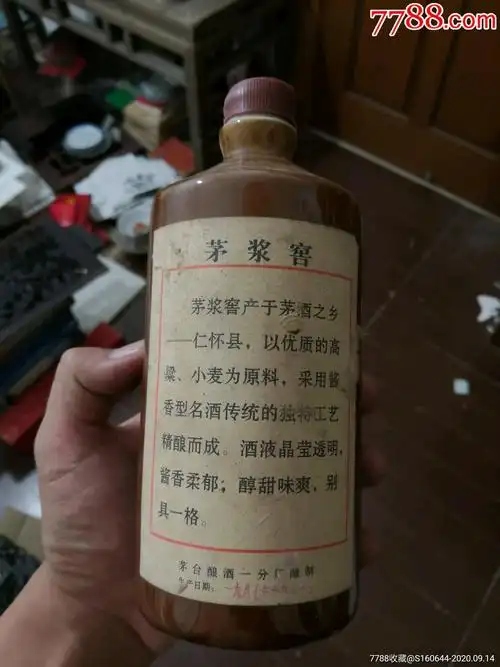 7788.com
茅浆窖
茅浆窖产于茅酒之乡
——仁怀县，以优质的高
粱、小麦为原料，采用酱
香型名酒传统的独特工艺
精酿而成。酒液晶莹透明，
酱香柔郁；醇甜味爽，别
具一格。
茅台酿酒一分厂酿制
生产日期：
7788收藏@S160644-2020.09.14